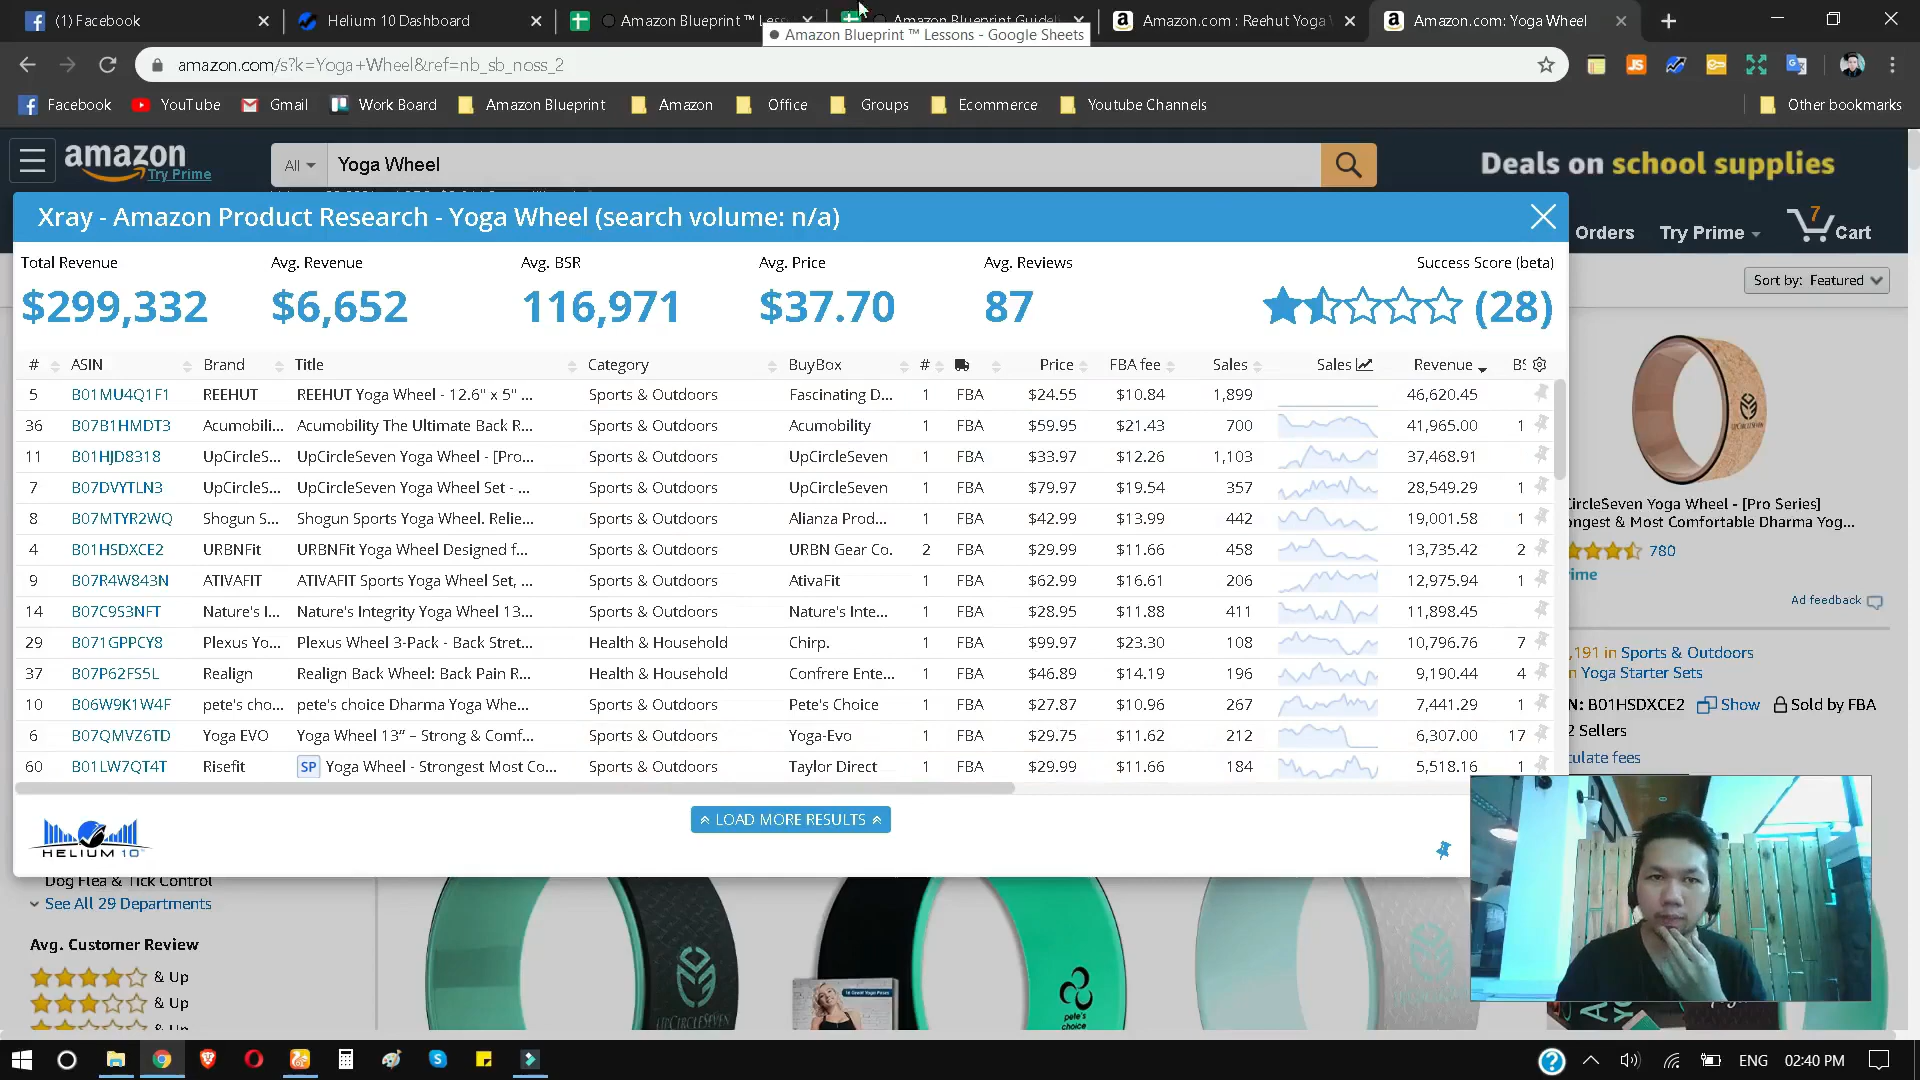 (1) Facebook
Helium 10 Dashboard
Amazon Blueprint ™ Less
Amazon Blueprint Guideli
Amazon.com : Reehut Yoga W
Amazon.com: Yoga Wheel
Amazon Blueprint ™ Lessons - Google Sheets
amazon.com/s?k=Yoga+Wheel&ref=nb_sb_noss_2
Facebook
YouTube
Gmail
Work Board
Amazon Blueprint
Amazon
Office
Groups
Ecommerce
Youtube Channels
Other bookmarks
amazon
Try Prime
All
Yoga Wheel
Deals on school supplies
Xray - Amazon Product Research - Yoga Wheel (search volume: n/a)
Orders
Try Prime
7
Cart
Total Revenue
Avg. Revenue
Avg. BSR
Avg. Price
Avg. Reviews
Success Score (beta)
Sort by: Featured
$299,332
$6,652
116,971
$37.70
87
(28)
# ASIN Brand Title Category BuyBox # Price FBA fee Sales Sales Revenue BS
5 B01MU4Q1F1 REEHUT REEHUT Yoga Wheel - 12.6" x 5" ... Sports & Outdoors Fascinating D... 1 FBA $24.55 $10.84 1,899 46,620.45
36 B07B1HMDT3 Acumobili... Acumobility The Ultimate Back R... Sports & Outdoors Acumobility 1 FBA $59.95 $21.43 700 41,965.00 1
11 B01HJD8318 UpCircleS... UpCircleSeven Yoga Wheel - [Pro... Sports & Outdoors UpCircleSeven 1 FBA $33.97 $12.26 1,103 37,468.91
7 B07DVYTLN3 UpCircleS... UpCircleSeven Yoga Wheel Set - ... Sports & Outdoors UpCircleSeven 1 FBA $79.97 $19.54 357 28,549.29 1
8 B07MTYR2WQ Shogun S... Shogun Sports Yoga Wheel. Relie... Sports & Outdoors Alianza Prod... 1 FBA $42.99 $13.99 442 19,001.58 1
4 B01HSDXCE2 URBNFit URBNFit Yoga Wheel Designed f... Sports & Outdoors URBN Gear Co. 2 FBA $29.99 $11.66 458 13,735.42 2
9 B07R4W843N ATIVAFIT ATIVAFIT Sports Yoga Wheel Set, ... Sports & Outdoors AtivaFit 1 FBA $62.99 $16.61 206 12,975.94 1
14 B07C9S3NFT Nature's I... Nature's Integrity Yoga Wheel 13... Sports & Outdoors Nature's Inte... 1 FBA $28.95 $11.88 411 11,898.45
29 B071GPPCY8 Plexus Yo... Plexus Wheel 3-Pack - Back Stret... Health & Household Chirp. 1 FBA $99.97 $23.30 108 10,796.76 7
37 B07P62FS5L Realign Realign Back Wheel: Back Pain R... Health & Household Confrere Ente... 1 FBA $46.89 $14.19 196 9,190.44 4
10 B06W9K1W4F pete's cho... pete's choice Dharma Yoga Whe... Sports & Outdoors Pete's Choice 1 FBA $27.87 $10.96 267 7,441.29 1
6 B07QMVZ6TD Yoga EVO Yoga Wheel 13” – Strong & Comf... Sports & Outdoors Yoga-Evo 1 FBA $29.75 $11.62 212 6,307.00 17
60 B01LW7QT4T Risefit SP Yoga Wheel - Strongest Most Co... Sports & Outdoors Taylor Direct 1 FBA $29.99 $11.66 184 5,518.16 1
LOAD MORE RESULTS
HELIUM 10
UPCIRCLESEVEN
CircleSeven Yoga Wheel - [Pro Series]
ongest & Most Comfortable Dharma Yog...
780
ime
Ad feedback
,191 in Sports & Outdoors
n Yoga Starter Sets
N: B01HSDXCE2
Show
Sold by FBA
2 Sellers
culate fees
Dog Flea & Tick Control
See All 29 Departments
Avg. Customer Review
& Up
& Up
& Up
UPCIRCLESEVEN
pete's
choice
ENG
02:40 PM